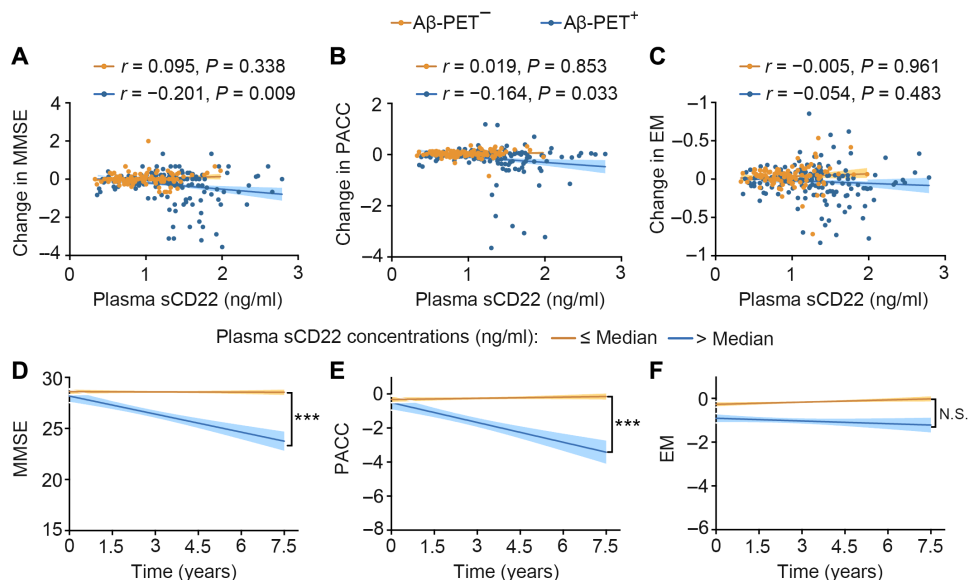 Aβ-PET⁻ Aβ-PET⁺
A B C
r = 0.095, P = 0.338
r = −0.201, P = 0.009
r = 0.019, P = 0.853
r = −0.164, P = 0.033
r = −0.005, P = 0.961
r = −0.054, P = 0.483
Change in MMSE
4
2
0
−2
−4
0 1 2 3
Plasma sCD22 (ng/ml)
Change in PACC
2
0
−2
−4
0 1 2 3
Plasma sCD22 (ng/ml)
Change in EM
−1
−0.5
0
0.5
−1
0 1 2 3
Plasma sCD22 (ng/ml)
Plasma sCD22 concentrations (ng/ml): ≤ Median > Median
D E F
MMSE
30
25
20
15
***
0 1.5 3 4.5 6 7.5
Time (years)
PACC
0
−2
−4
−6
−8
***
0 1.5 3 4.5 6 7.5
Time (years)
EM
0
−2
−4
−6
N.S.
0 1.5 3 4.5 6 7.5
Time (years)